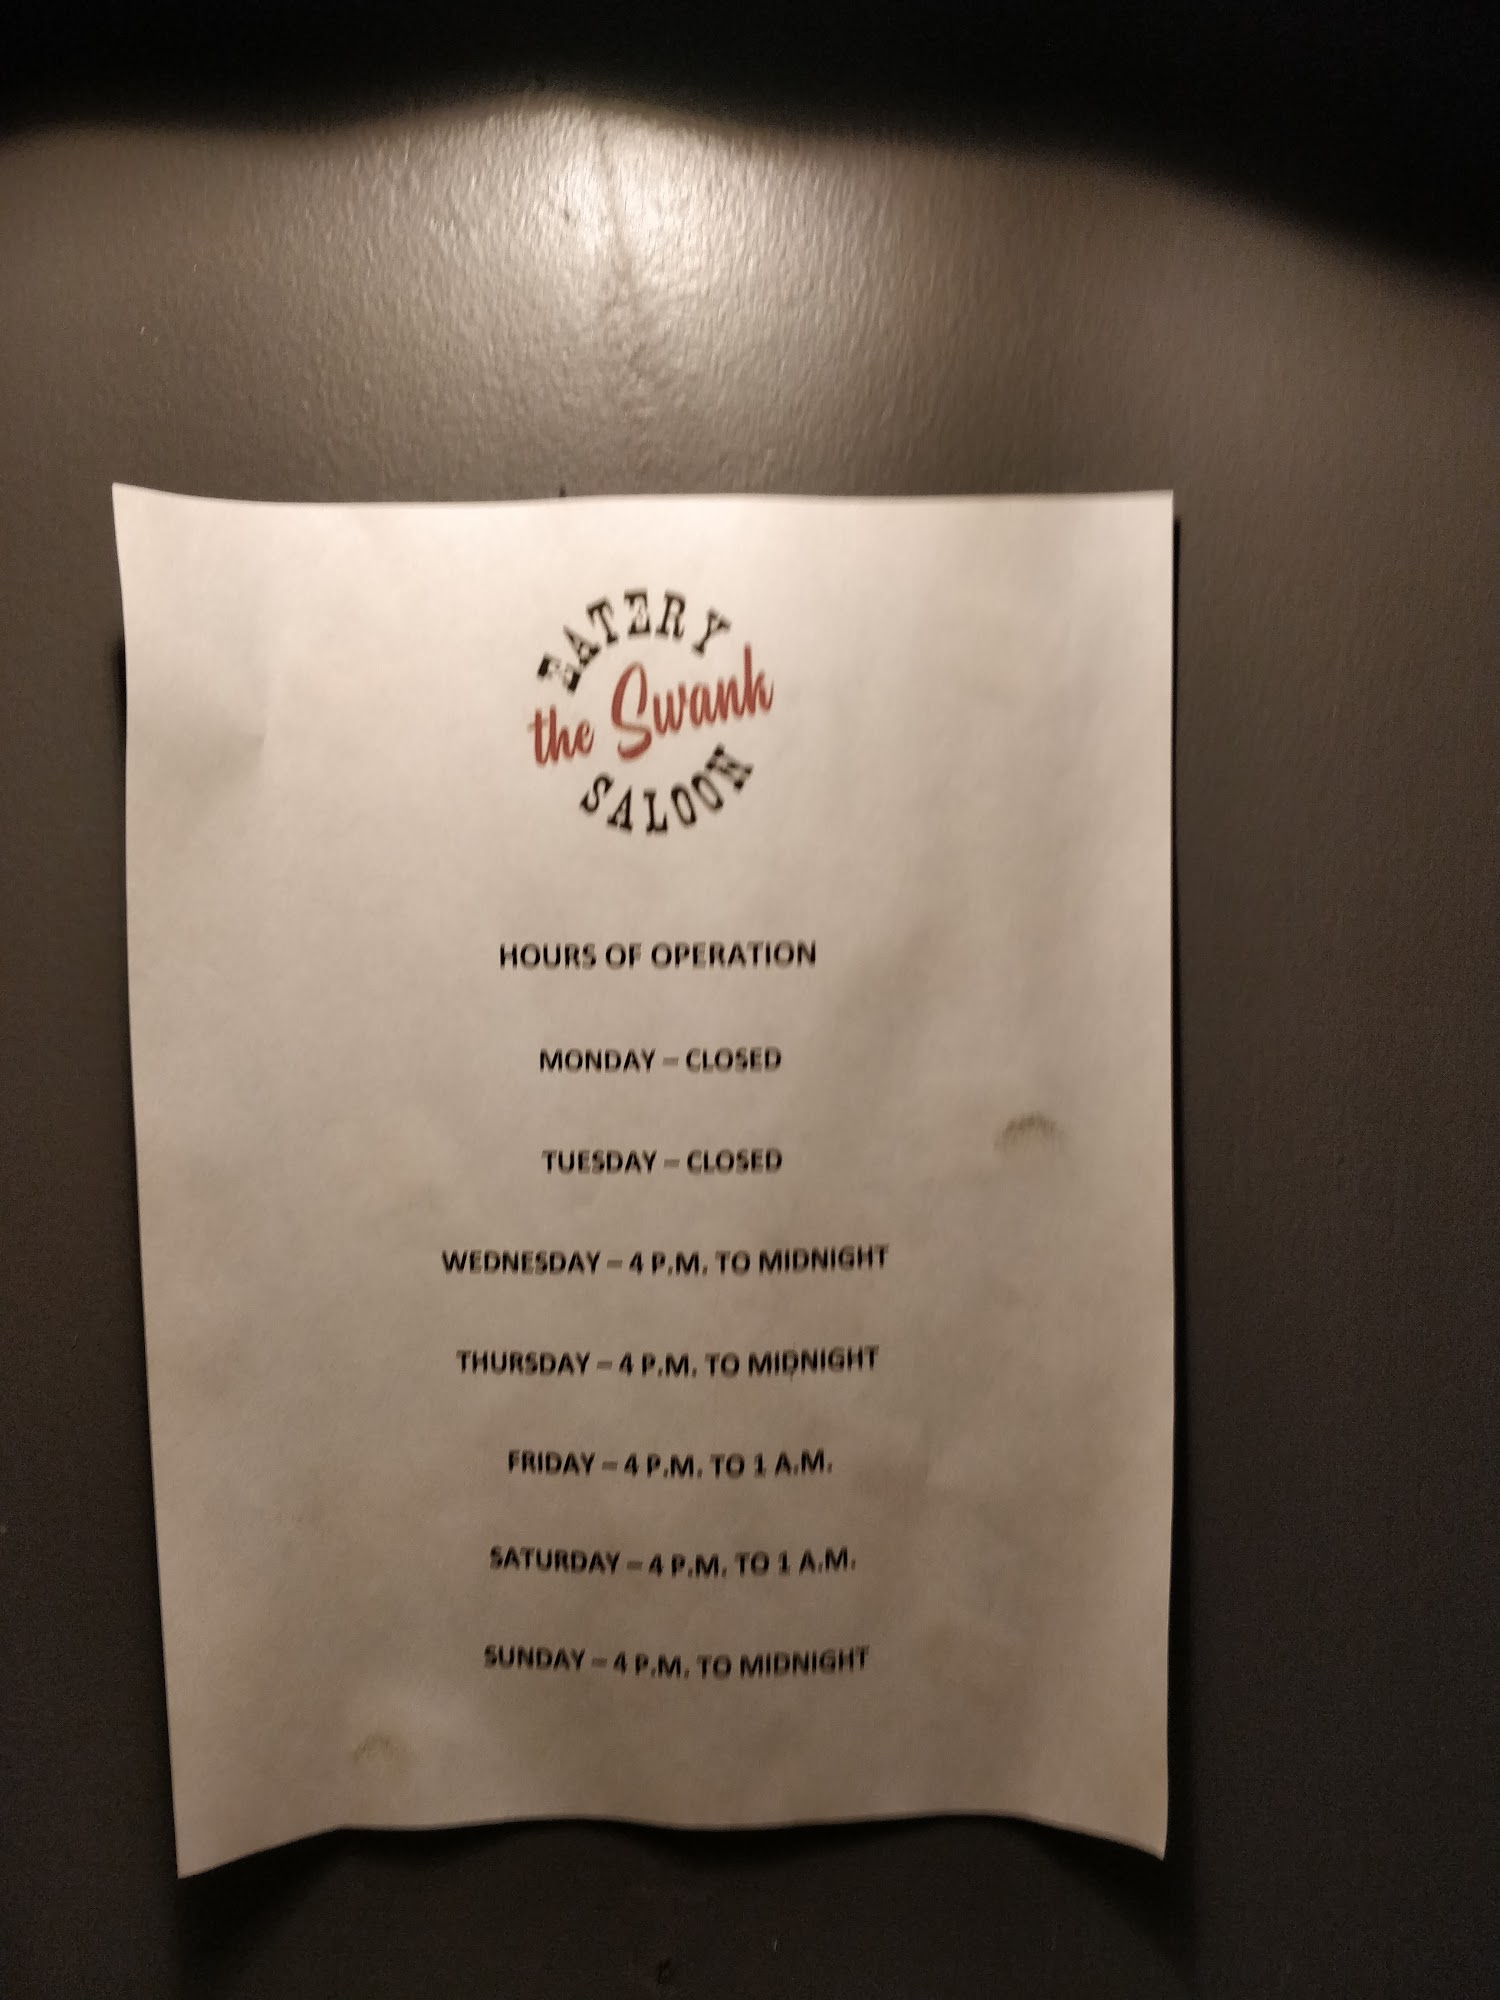 EATERY
the Swank
SALOON
HOURS OF OPERATION
MONDAY – CLOSED
TUESDAY – CLOSED
WEDNESDAY – 4 P.M. TO MIDNIGHT
THURSDAY – 4 P.M. TO MIDNIGHT
FRIDAY – 4 P.M. TO 1 A.M.
SATURDAY – 4 P.M. TO 1 A.M.
SUNDAY – 4 P.M. TO MIDNIGHT